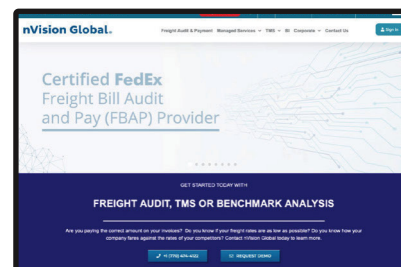 nVision Global.
Freight Audit & Payment Managed Services TMS BI Corporate Contact Us
Sign In
Certified FedEx
Freight Bill Audit
and Pay (FBAP) Provider
GET STARTED TODAY WITH
FREIGHT AUDIT, TMS OR BENCHMARK ANALYSIS
Are you paying the correct amount on your invoices? Do you know if your freight rates are as low as possible? Do you know how your
company fares against the rates of your competitors? Contact nVision Global today to learn more.
REQUEST DEMO